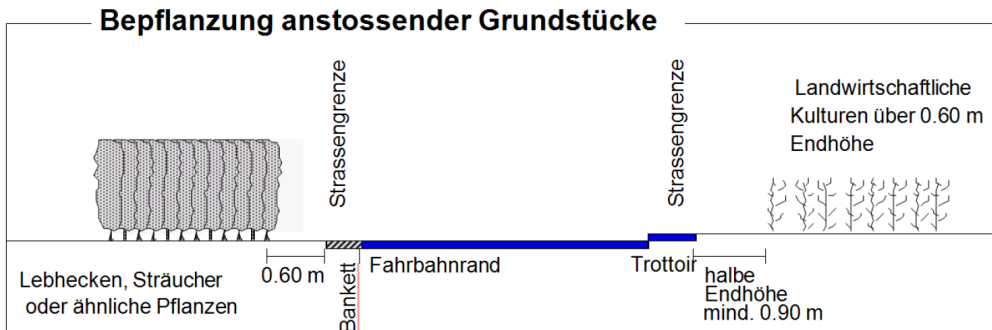 Bepflanzung anstossender Grundstücke
Strassengrenze
Strassengrenze
Landwirtschaftliche
Kulturen über 0.60 m
Endhöhe
Lebhecken, Sträucher
oder ähnliche Pflanzen
0.60 m
Bankett
Fahrbahnrand
Trottoir
halbe
Endhöhe
mind. 0.90 m